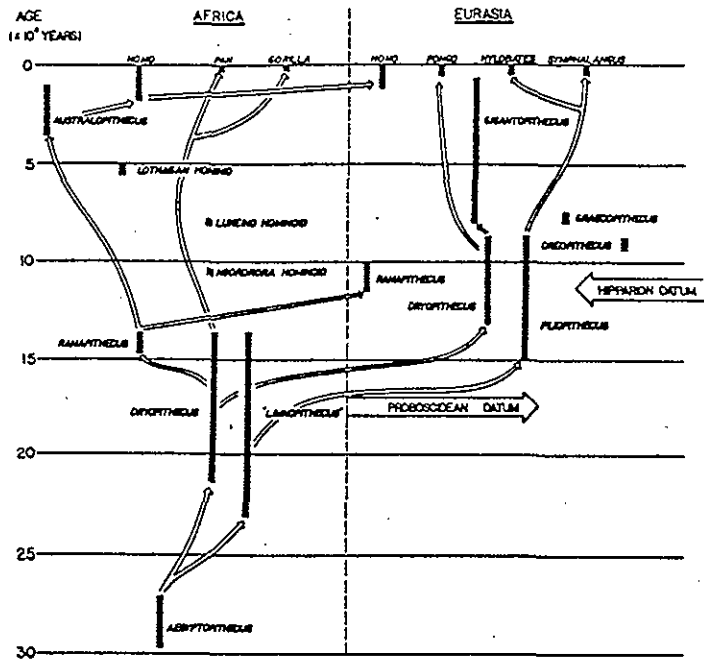 AGE
(x 10⁶ YEARS)
AFRICA
EURASIA
HOMO
PAN
GORILLA
HOMO
PONGO
HYLOBATES
SYMPHALANGUS
0
AUSTRALOPITHECUS
GIGANTOPITHECUS
5
LOTHAGAM HOMINID
LUKEINO HOMINOID
GRAECOPITHECUS
OREOPITHECUS
10
NGORORA HOMINOID
RAMAPITHECUS
HIPPARION DATUM
DRYOPITHECUS
PLIOPITHECUS
RAMAPITHECUS
15
DRYOPITHECUS
"LIMNOPITHECUS"
PROBOSCIDEAN DATUM
20
25
AEGYPTOPITHECUS
30